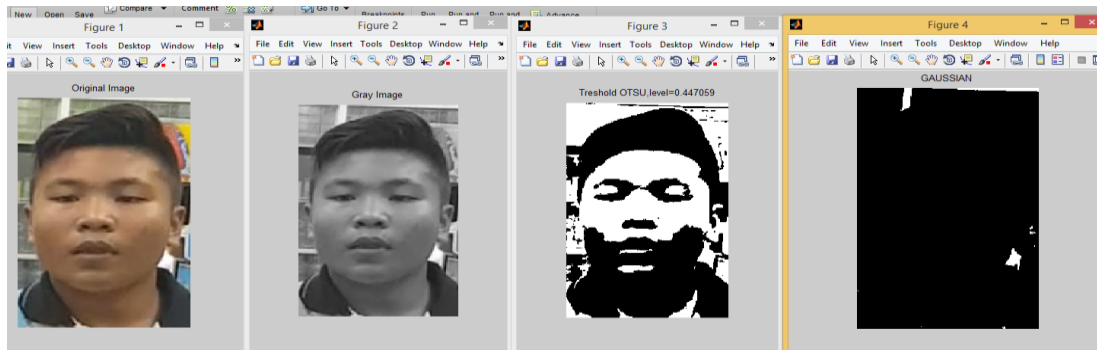 New Open Save Compare Comment Go To Breakpoints Run Run and Run and Advance
Figure 1
View Insert Tools Desktop Window Help
Original Image
Figure 2
File Edit View Insert Tools Desktop Window Help
Gray Image
Figure 3
File Edit View Insert Tools Desktop Window Help
Treshold OTSU,level=0.447059
Figure 4
File Edit View Insert Tools Desktop Window Help
GAUSSIAN